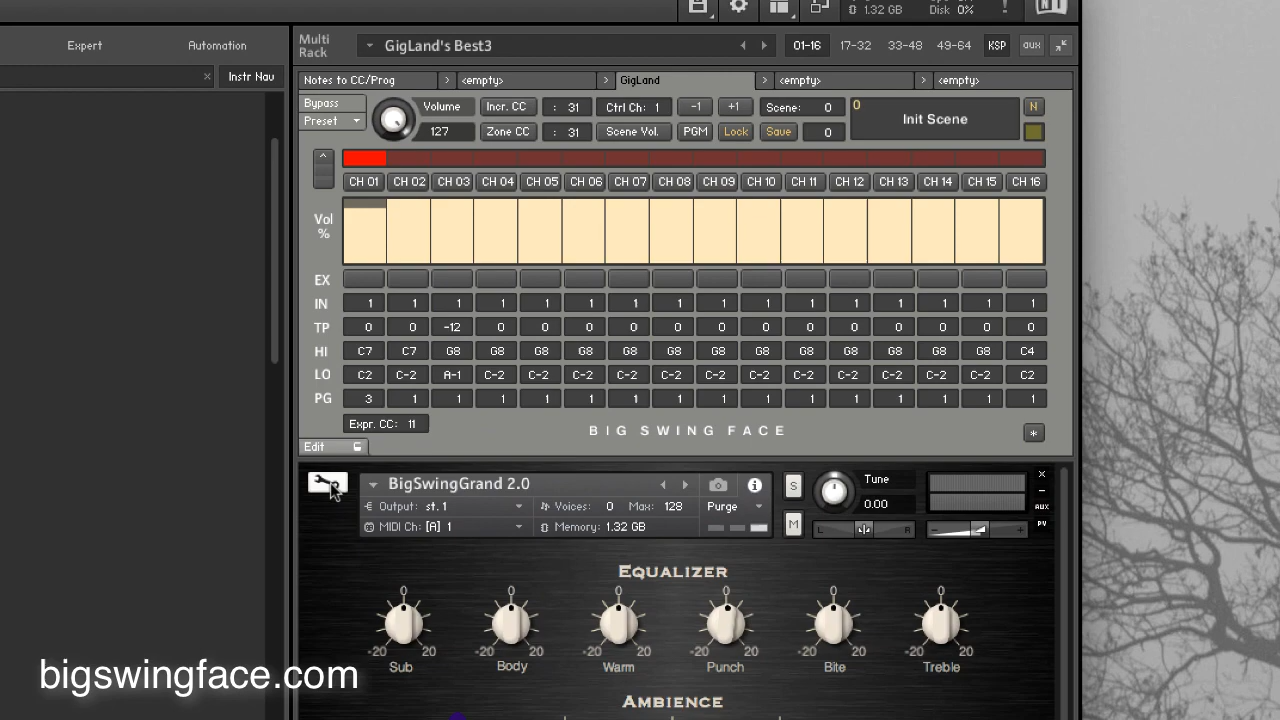 1.32 GB Disk 0% !
Expert Automation
× Instr Nau
Multi Rack GigLand's Best3 01-16 17-32 33-48 49-64 KSP aux
Notes to CC/Prog <empty> GigLand <empty> <empty>
Bypass Volume Incr. CC : 31 Ctrl Ch: 1 -1 +1 Scene: 0 0 Init Scene N
Preset 127 Zone CC : 31 Scene Vol. PGM Lock Save 0
CH 01 CH 02 CH 03 CH 04 CH 05 CH 06 CH 07 CH 08 CH 09 CH 10 CH 11 CH 12 CH 13 CH 14 CH 15 CH 16
Vol %
EX
IN 1 1 1 1 1 1 1 1 1 1 1 1 1 1 1 1
TP 0 0 -12 0 0 0 0 0 0 0 0 0 0 0 0 0
HI C7 C7 G8 G8 G8 G8 G8 G8 G8 G8 G8 G8 G8 G8 G8 C4
LO C2 C-2 A-1 C-2 C-2 C-2 C-2 C-2 C-2 C-2 C-2 C-2 C-2 C-2 C-2 C2
PG 3 1 1 1 1 1 1 1 1 1 1 1 1 1 1 1
Expr. CC: 11 BIG SWING FACE *
Edit
BigSwingGrand 2.0 S Tune ×
Output: st.1 Voices: 0 Max: 128 Purge 0.00 AUX
MIDI Ch: [A] 1 Memory: 1.32 GB M L R - + PV
EQUALIZER
0 0 0 0 0 0
-20 20 -20 20 -20 20 -20 20 -20 20 -20 20
Sub Body Warm Punch Bite Treble
AMBIENCE
bigswingface.com